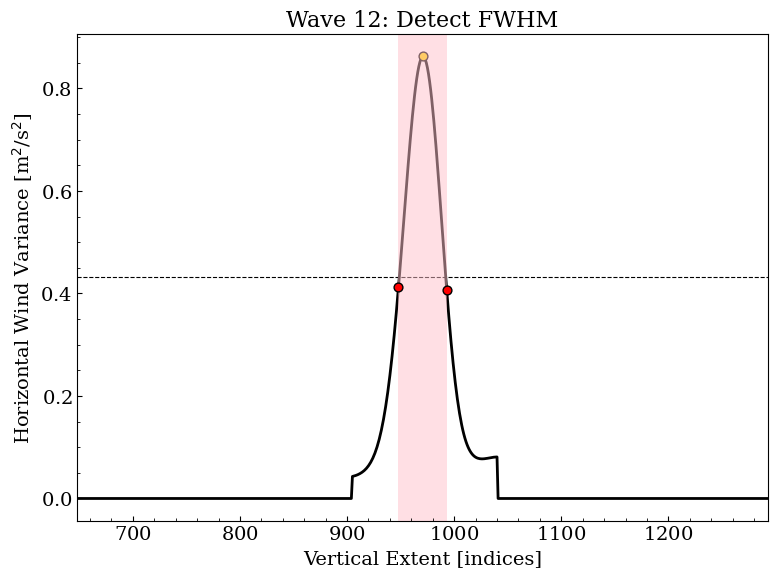 Wave 12: Detect FWHM
Horizontal Wind Variance [m²/s²]
0.8
0.6
0.4
0.2
0.0
700 800 900 1000 1100 1200
Vertical Extent [indices]